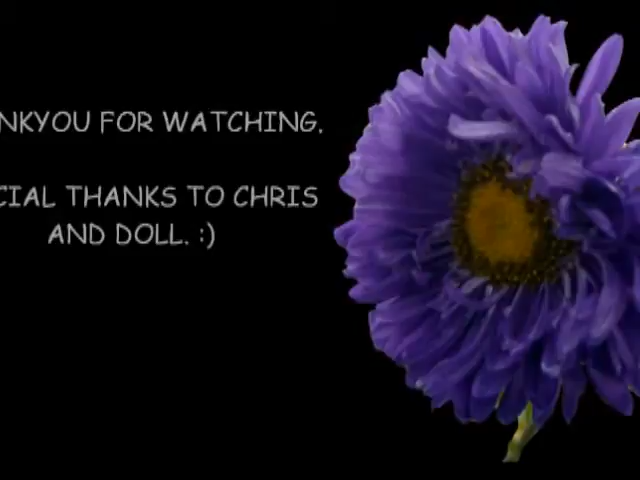 NKYOU FOR WATCHING.
CIAL THANKS TO CHRIS
AND DOLL. :)